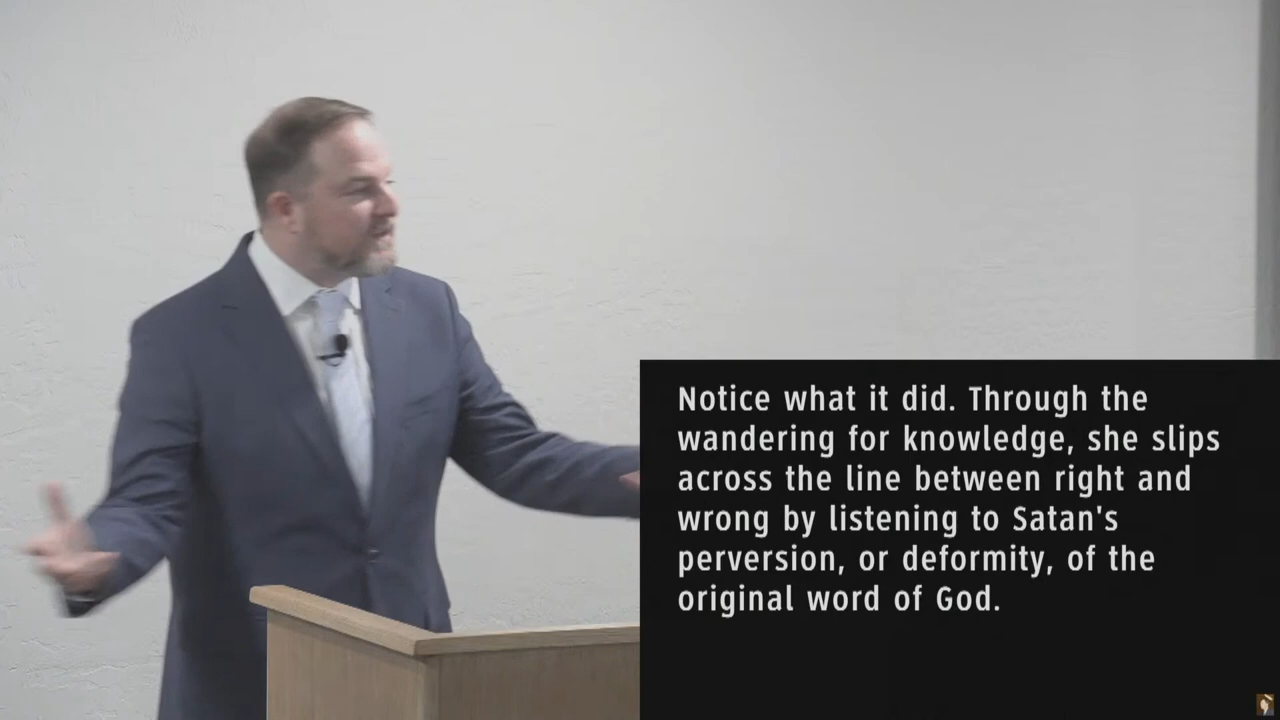 Notice what it did. Through the
wandering for knowledge, she slips
across the line between right and
wrong by listening to Satan's
perversion, or deformity, of the
original word of God.